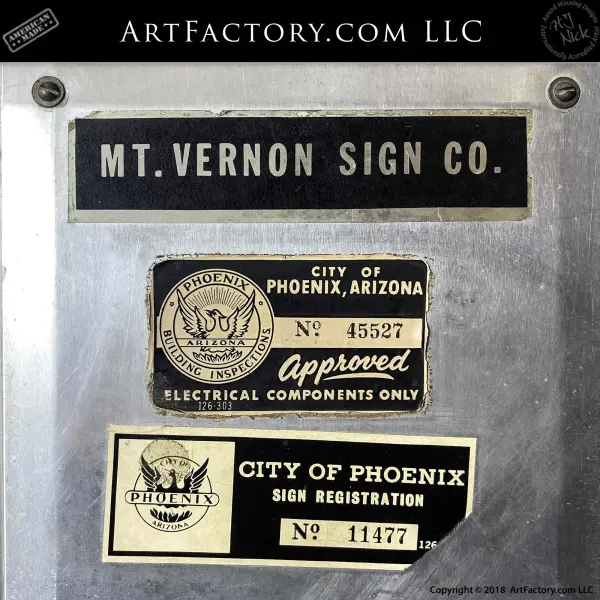 ArtFactory.com LLC
AMERICAN MADE
MT. VERNON SIGN CO.
CITY OF
PHOENIX, ARIZONA
Nº 45527
Approved
ELECTRICAL COMPONENTS ONLY
126-303
PHOENIX
ARIZONA
BUILDING INSPECTIONS
CITY OF
PHOENIX
ARIZONA
CITY OF PHOENIX
SIGN REGISTRATION
Nº 11477
126
Copyright © 2018 ArtFactory.com LLC